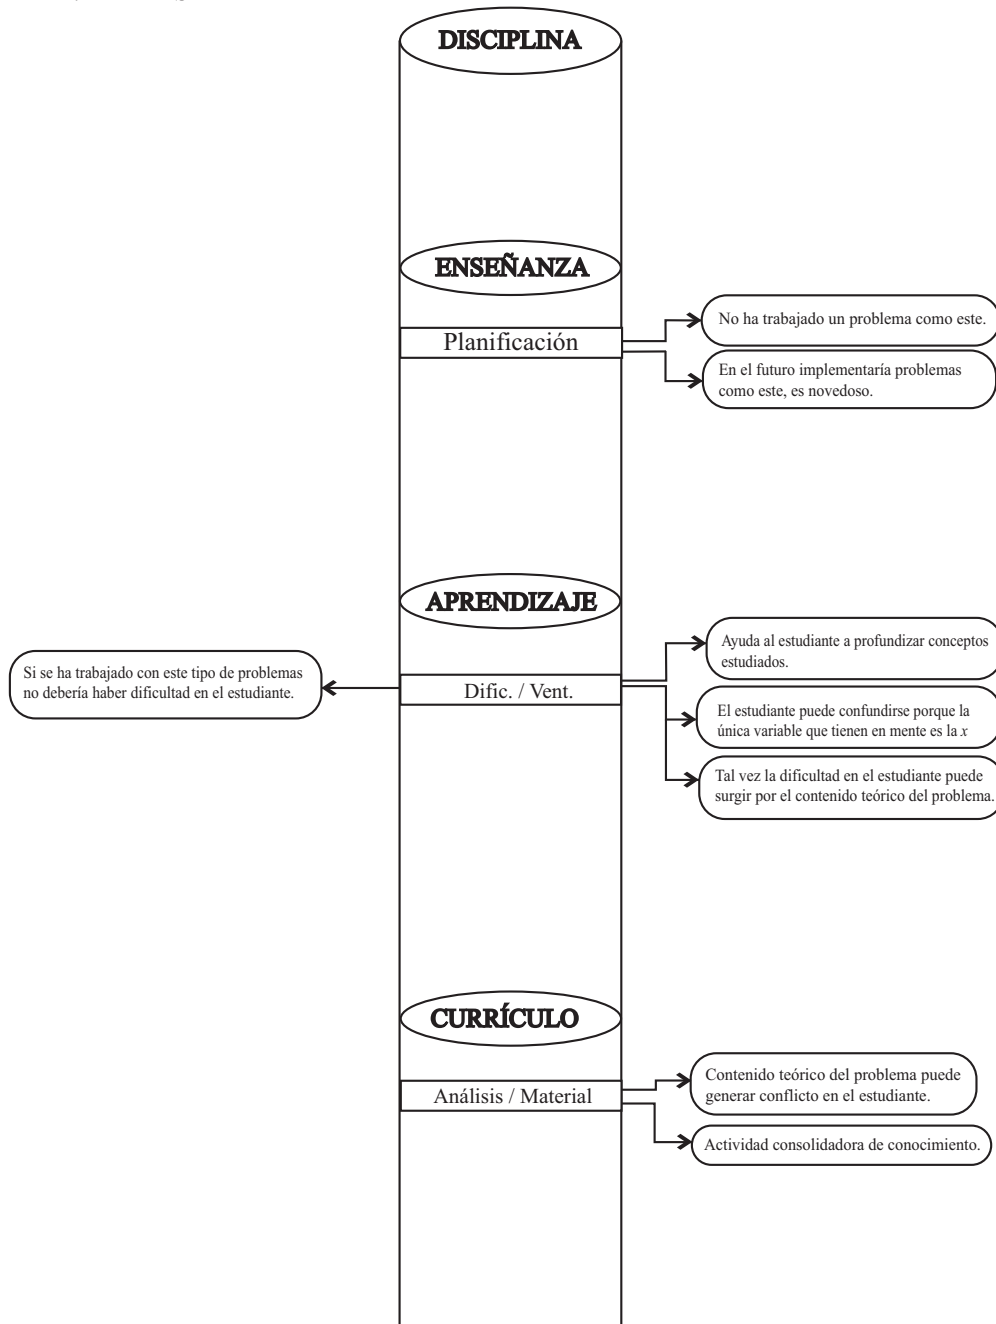 DISCIPLINA
ENSEÑANZA
Planificación
No ha trabajado un problema como este.
En el futuro implementaría problemas
como este, es novedoso.
APRENDIZAJE
Si se ha trabajado con este tipo de problemas
no debería haber dificultad en el estudiante.
Dific. / Vent.
Ayuda al estudiante a profundizar conceptos
estudiados.
El estudiante puede confundirse porque la
única variable que tienen en mente es la x
Tal vez la dificultad en el estudiante puede
surgir por el contenido teórico del problema.
CURRÍCULO
Análisis / Material
Contenido teórico del problema puede
generar conflicto en el estudiante.
Actividad consolidadora de conocimiento.